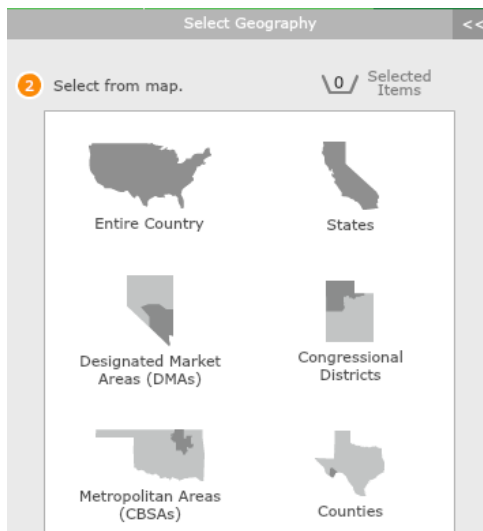 Select Geography
<<
2 Select from map.
0
Selected
Items
Entire Country
States
Designated Market
Areas (DMAs)
Congressional
Districts
Metropolitan Areas
(CBSAs)
Counties